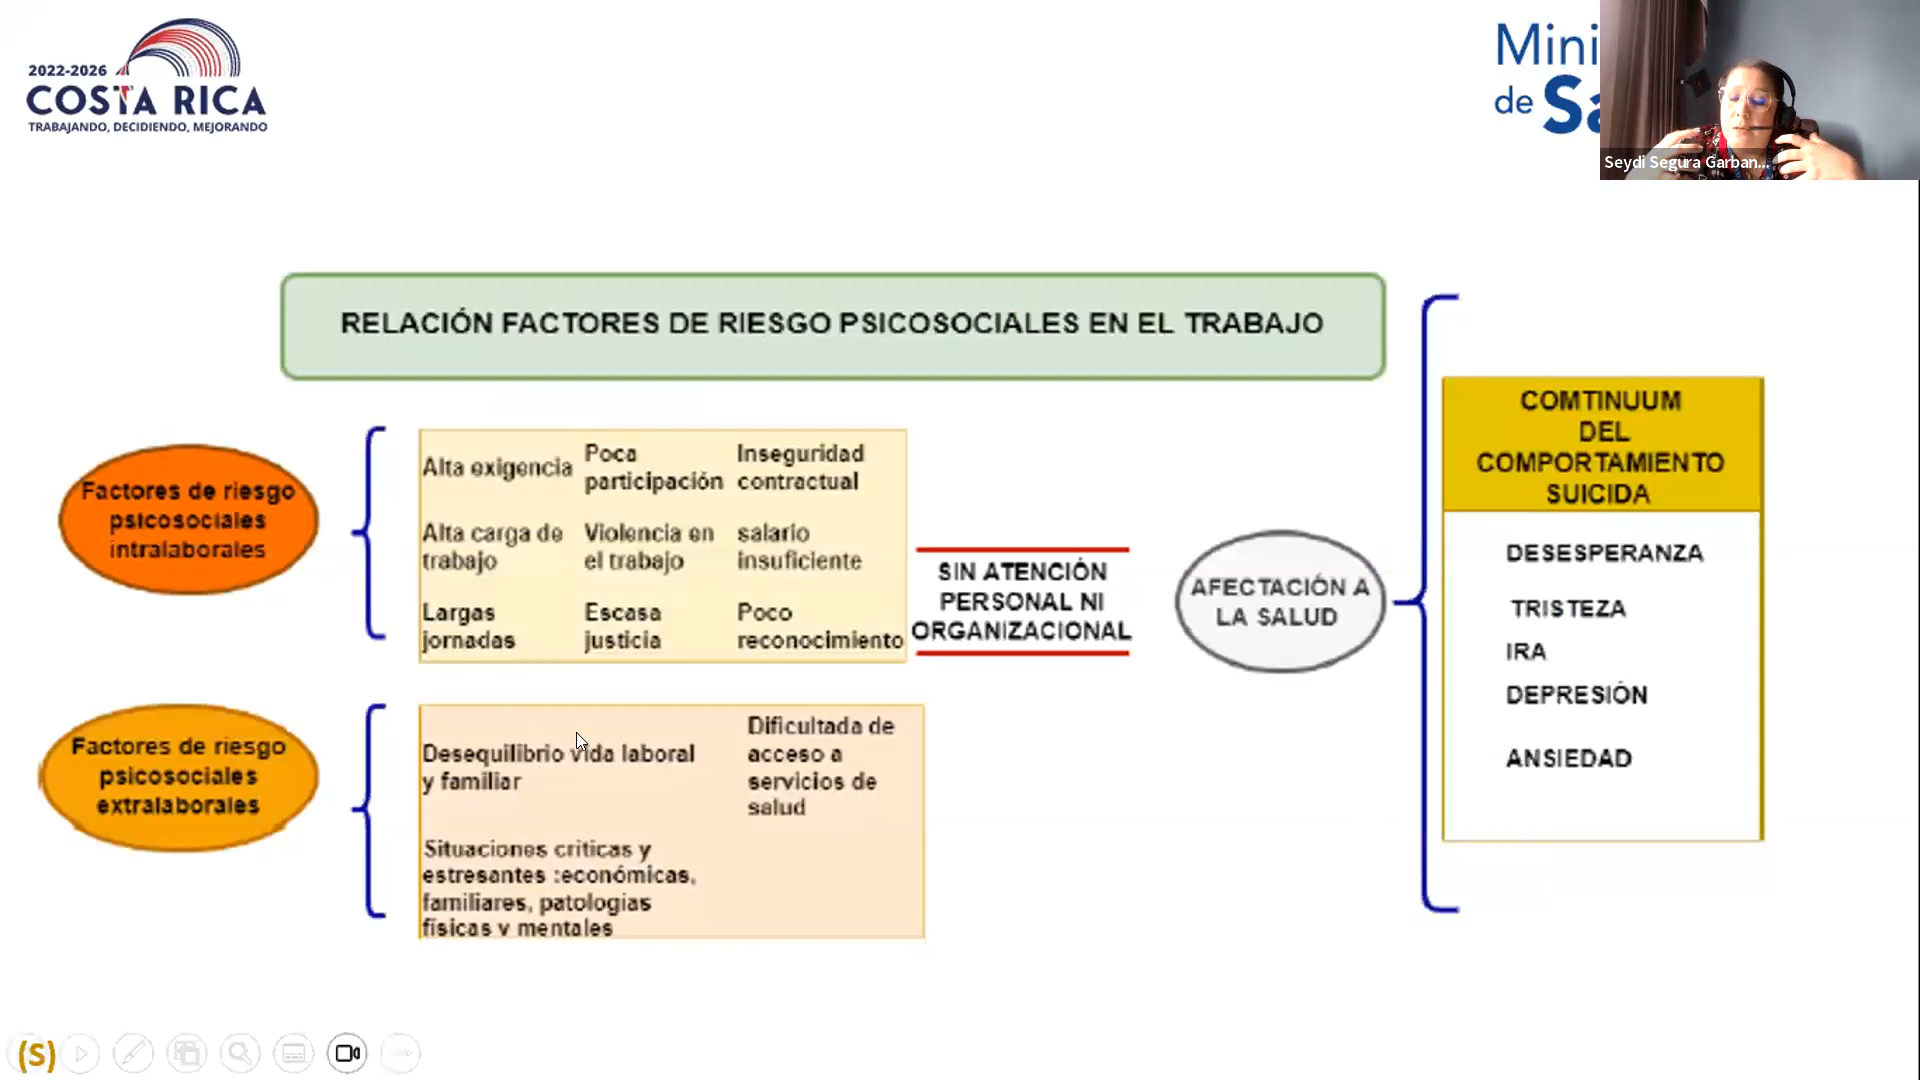 2022-2026
COSTA RICA
TRABAJANDO, DECIDIENDO, MEJORANDO
Mini
de Sa
Seydi Segura Garban...
RELACIÓN FACTORES DE RIESGO PSICOSOCIALES EN EL TRABAJO
Factores de riesgo
psicosociales
intralaborales
Alta exigencia
Poca
participación
Inseguridad
contractual
Alta carga de
trabajo
Violencia en
el trabajo
salario
insuficiente
Largas
jornadas
Escasa
justicia
Poco
reconocimiento
SIN ATENCIÓN
PERSONAL NI
ORGANIZACIONAL
AFECTACIÓN A
LA SALUD
COMTINUUM
DEL
COMPORTAMIENTO
SUICIDA
DESESPERANZA
TRISTEZA
IRA
DEPRESIÓN
ANSIEDAD
Factores de riesgo
psicosociales
extralaborales
Desequilibrio vida laboral
y familiar
Dificultada de
acceso a
servicios de
salud
Situaciones criticas y
estresantes :económicas,
familiares, patologias
físicas y mentales
(S)